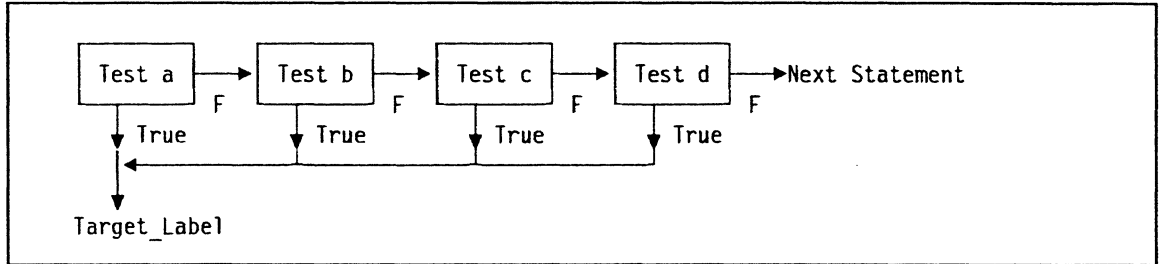 Test a Test b Test c Test d Next Statement
F F F F
True True True True
Target_Label